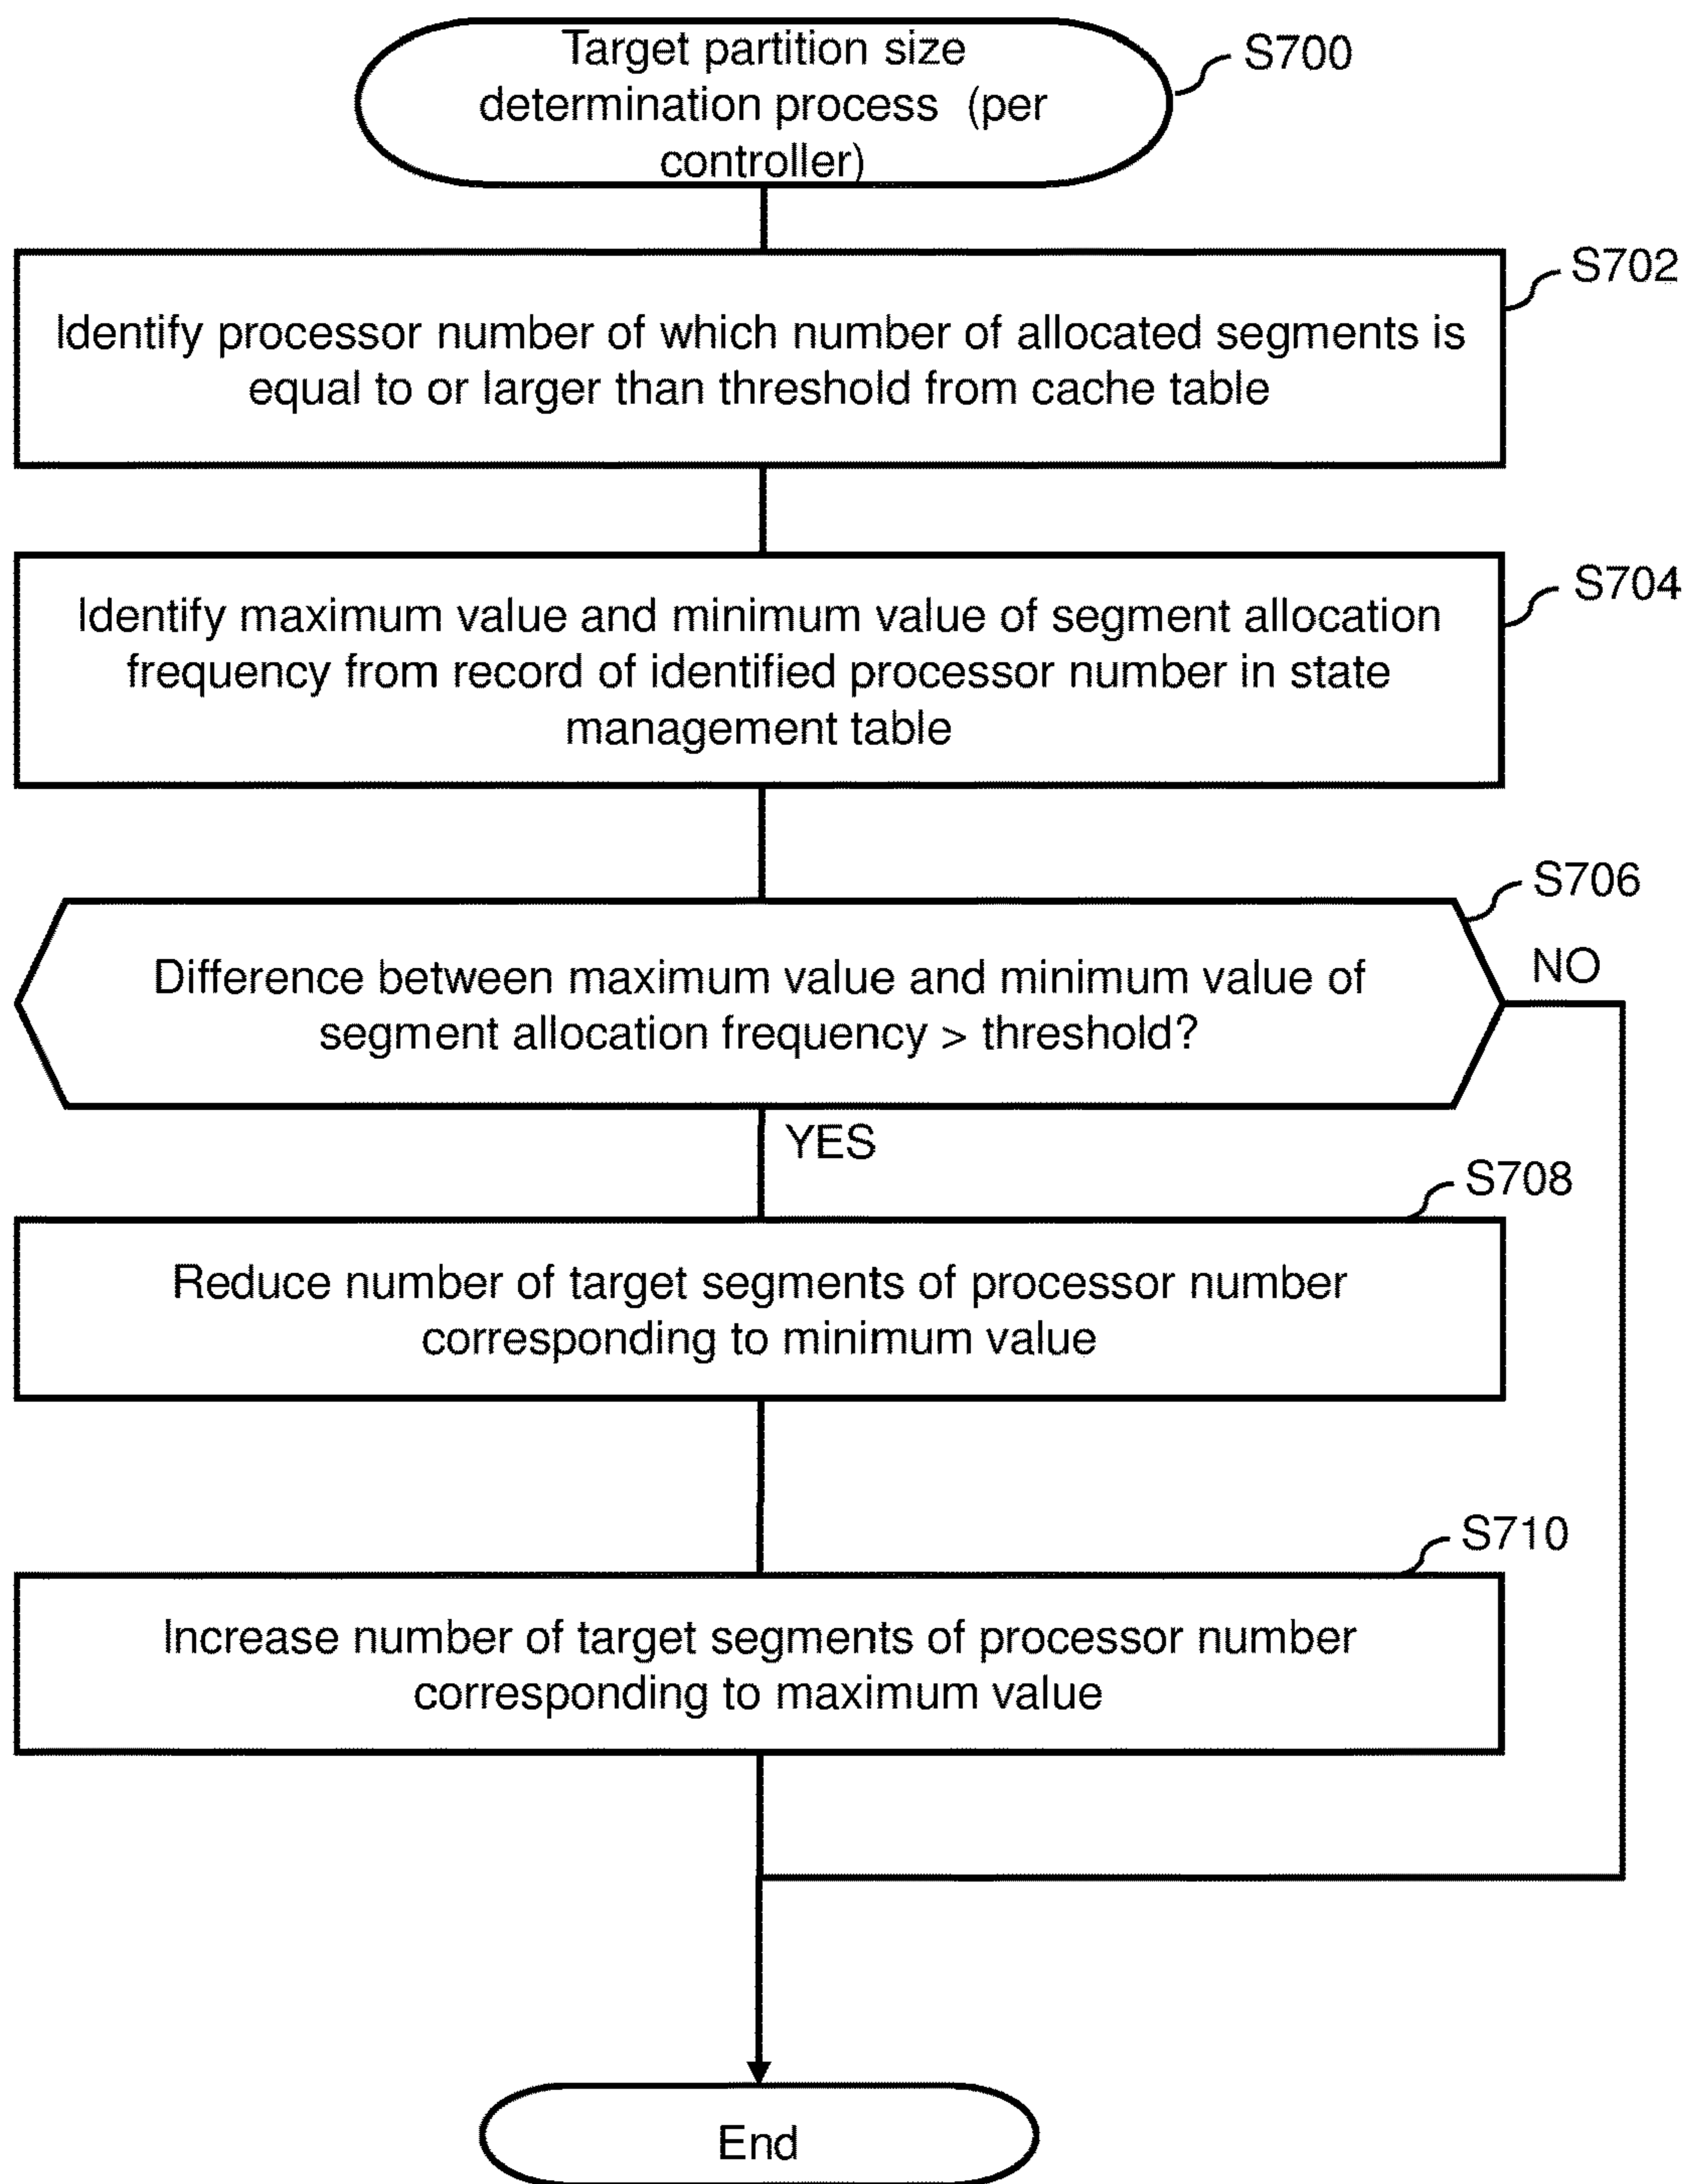 Target partition size
determination process (per
controller)
S700
S702
Identify processor number of which number of allocated segments is
equal to or larger than threshold from cache table
S704
Identify maximum value and minimum value of segment allocation
frequency from record of identified processor number in state
management table
S706
Difference between maximum value and minimum value of
segment allocation frequency > threshold?
NO
YES
S708
Reduce number of target segments of processor number
corresponding to minimum value
S710
Increase number of target segments of processor number
corresponding to maximum value
End